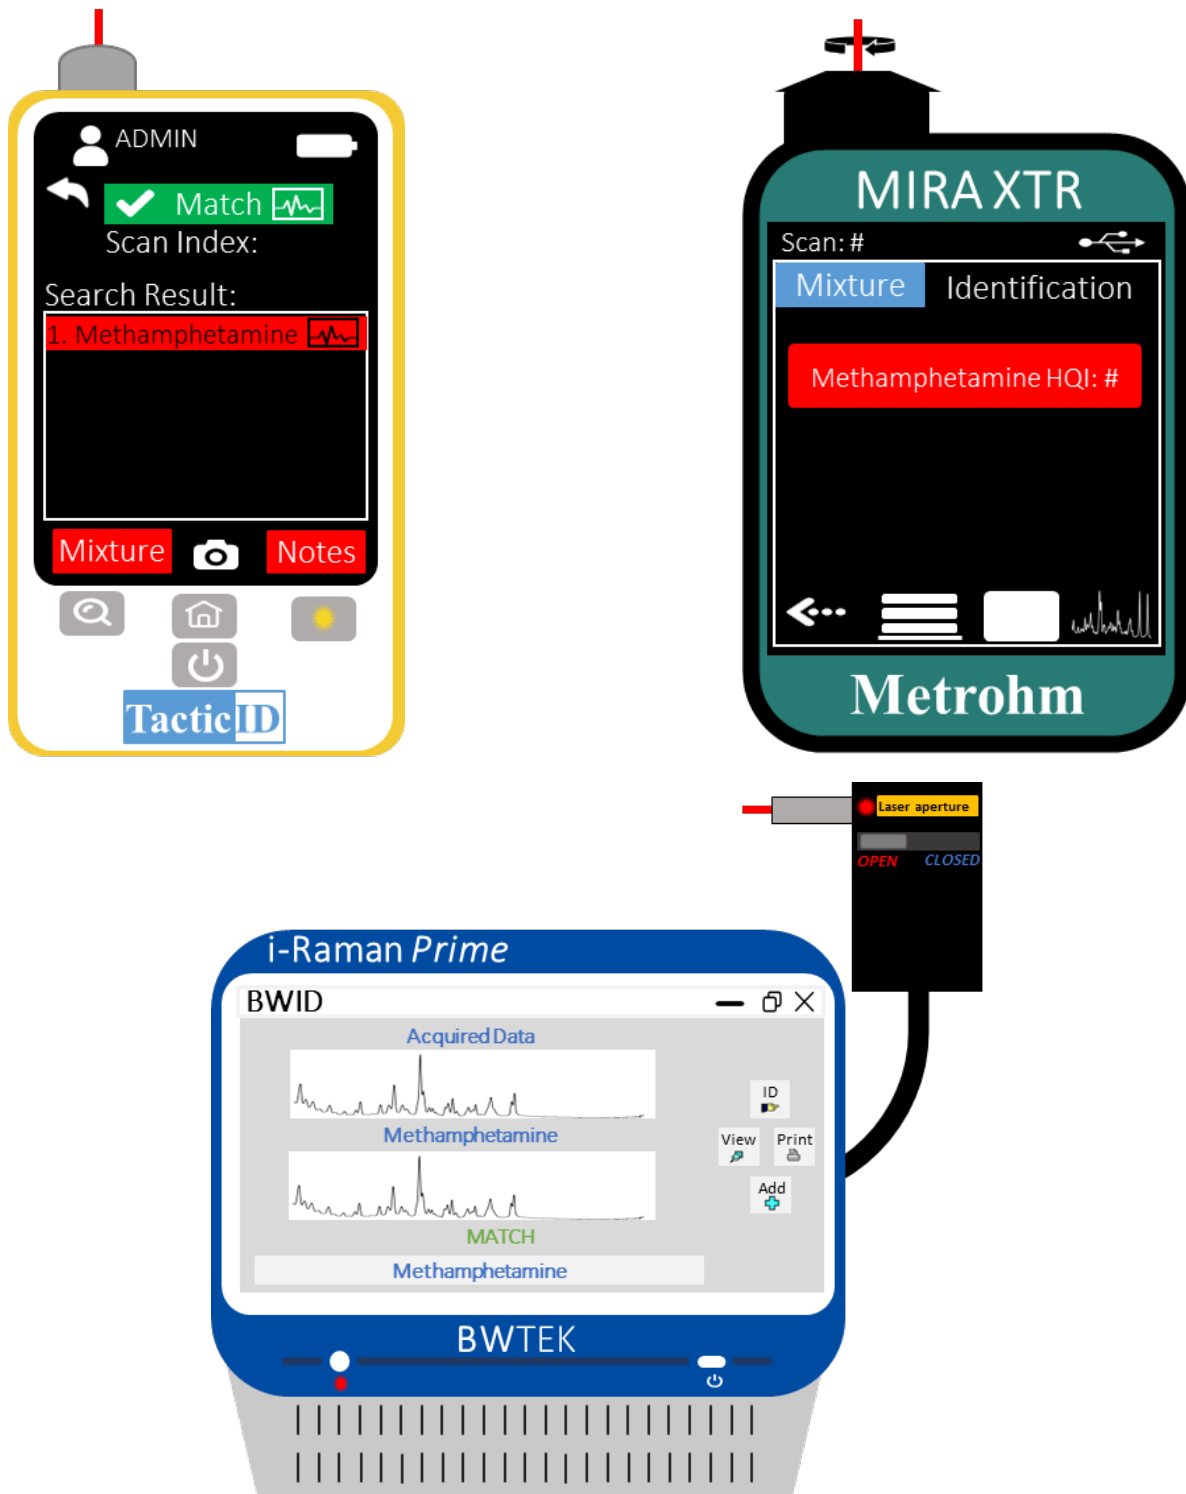 ADMIN
Match
Scan Index:
Search Result:
1. Methamphetamine
Mixture
Notes
TacticID
MIRA XTR
Scan: #
Mixture Identification
Methamphetamine HQI: #
Metrohm
Laser aperture
OPEN CLOSED
i-Raman Prime
BWID
Acquired Data
Methamphetamine
MATCH
Methamphetamine
ID
View Print
Add
BWTEK